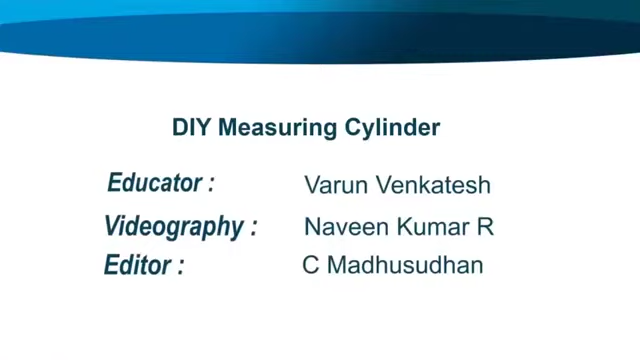 DIY Measuring Cylinder
Educator : Varun Venkatesh
Videography : Naveen Kumar R
Editor : C Madhusudhan